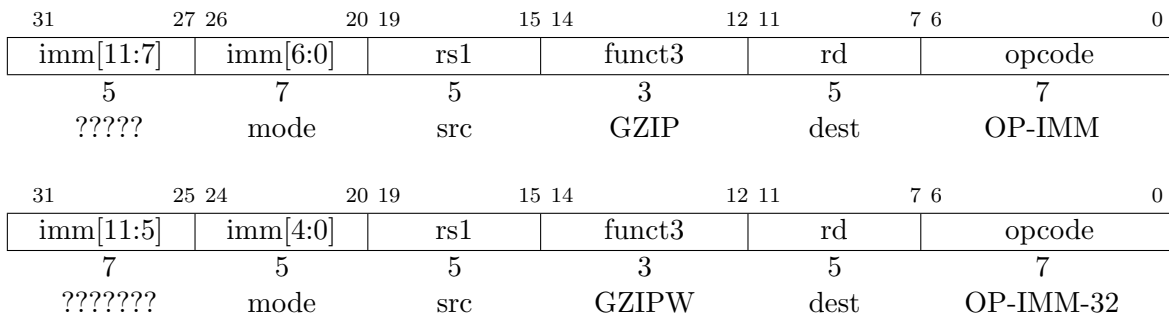 31 27 26 20 19 15 14 12 11 7 6 0
imm[11:7] imm[6:0] rs1 funct3 rd opcode
5 7 5 3 5 7
????? mode src GZIP dest OP-IMM
31 25 24 20 19 15 14 12 11 7 6 0
imm[11:5] imm[4:0] rs1 funct3 rd opcode
7 5 5 3 5 7
??????? mode src GZIPW dest OP-IMM-32